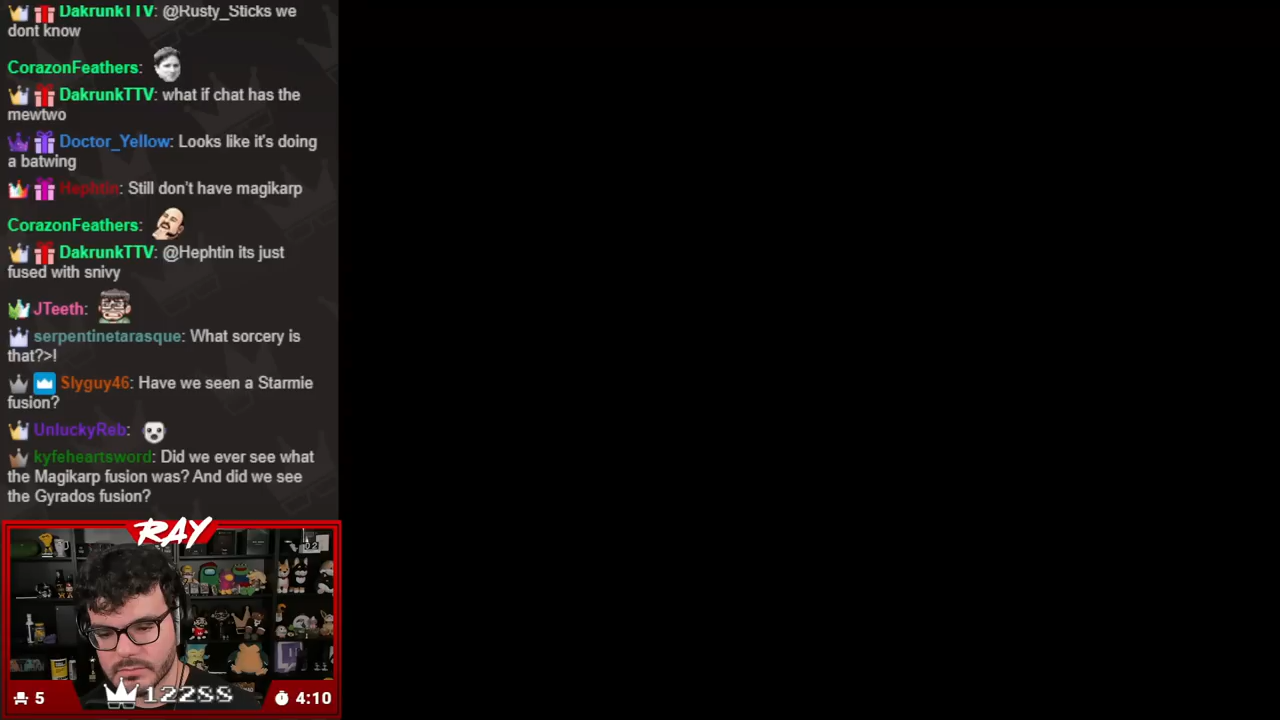 DakrunkTTV: @Rusty_Sticks we
dont know
CorazonFeathers:
DakrunkTTV: what if chat has the
mewtwo
Doctor_Yellow: Looks like it's doing
a batwing
Hephtin: Still don't have magikarp
CorazonFeathers:
DakrunkTTV: @Hephtin its just
fused with snivy
JTeeth:
serpentinetarasque: What sorcery is
that?>!
Slyguy46: Have we seen a Starmie
fusion?
UnluckyReb:
kyfeheartsword: Did we ever see what
the Magikarp fusion was? And did we see
the Gyrados fusion?
RAY
5 12288 4:10